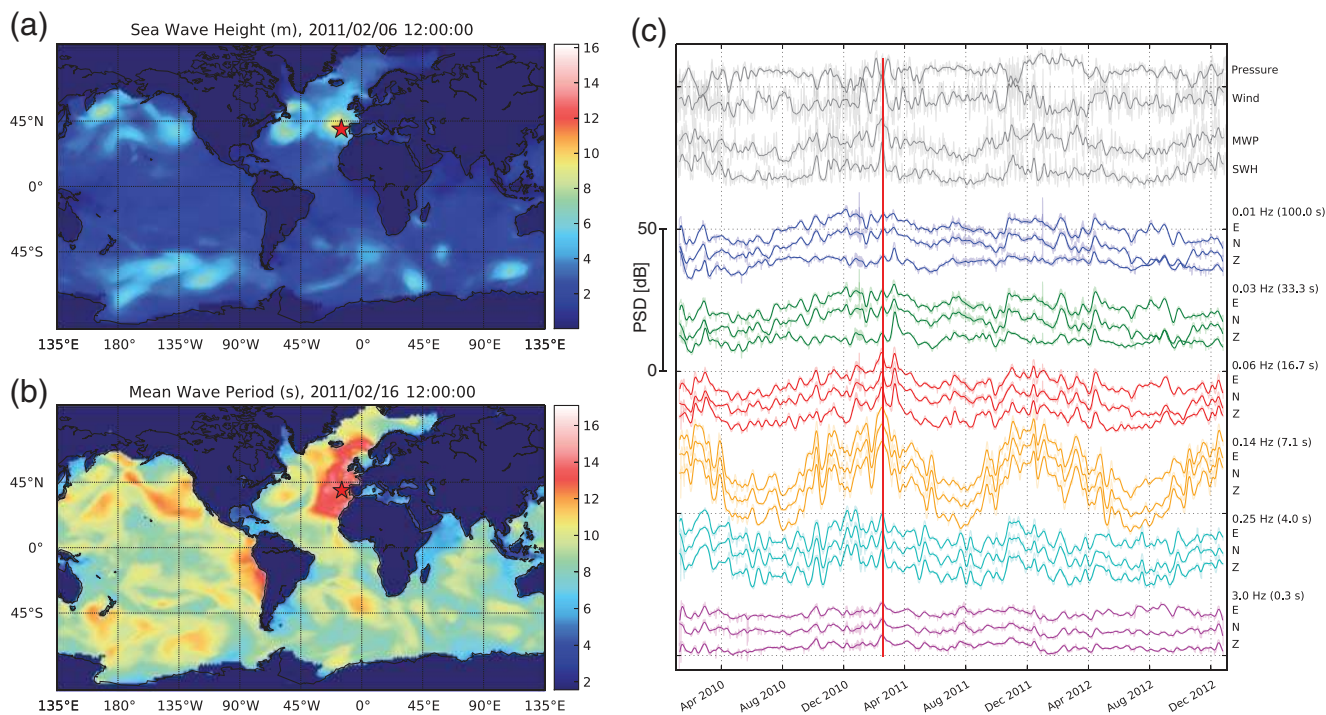 (a)
Sea Wave Height (m), 2011/02/06 12:00:00
45°N
0°
45°S
135°E 180° 90°W 45°W 0° 45°E 90°E 135°E
16
14
12
10
8
6
4
2
(b)
Mean Wave Period (s), 2011/02/16 12:00:00
45°N
0°
45°S
135°E 180° 135°W 90°W 45°W 0° 45°E 90°E 135°E
16
14
12
10
8
6
4
2
(c)
PSD [dB]
50
0
Pressure
Wind
MWP
SWH
0.01 Hz (100.0 s)
E
N
Z
0.03 Hz (33.3 s)
E
N
Z
0.06 Hz (16.7 s)
E
N
Z
0.14 Hz (7.1 s)
E
N
Z
0.25 Hz (4.0 s)
E
N
Z
3.0 Hz (0.3 s)
E
N
Z
Apr 2010 Aug 2010 Dec 2010 Apr 2011 Aug 2011 Dec 2011 Apr 2012 Aug 2012 Dec 2012